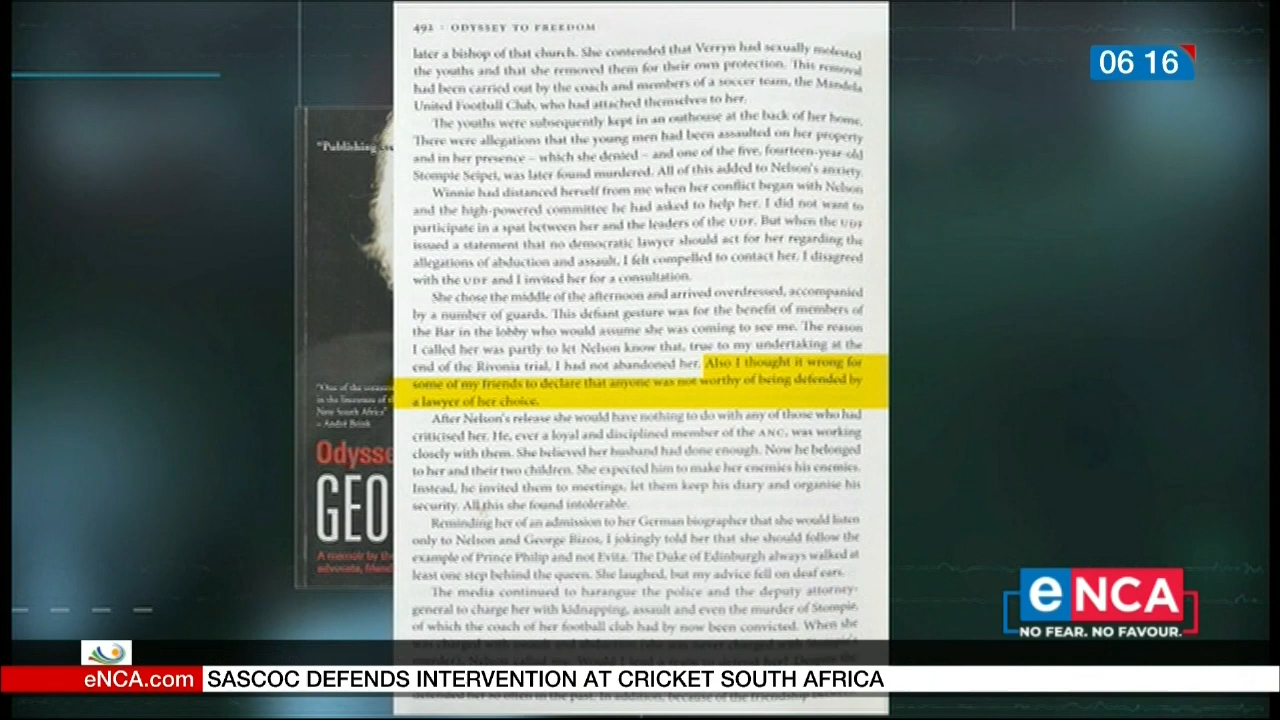 492 · ODYSSEY TO FREEDOM
later a bishop of that church. She contended that Verryn had sexually molested
the youths and that she removed them for their own protection. This removal
had been carried out by the coach and members of a soccer team, the Mandela
United Football Club, who had attached themselves to her.
The youths were subsequently kept in an outhouse at the back of her home.
There were allegations that the young men had been assaulted on her property
and in her presence – which she denied – and one of the five, fourteen-year-old
Stompie Seipei, was later found murdered. All of this added to Nelson's anxiety.
Winnie had distanced herself from me when her conflict began with Nelson
and the high-powered committee he had asked to help her. I did not want to
participate in a spat between her and the leaders of the UDF. But when the UDF
issued a statement that no democratic lawyer should act for her regarding the
allegations of abduction and assault, I felt compelled to contact her. I disagreed
with the UDF and I invited her for a consultation.
She chose the middle of the afternoon and arrived overdressed, accompanied
by a number of guards. This defiant gesture was for the benefit of members of
the Bar in the lobby who would assume she was coming to see me. The reason
I called her was partly to let Nelson know that, true to my undertaking at the
end of the Rivonia trial, I had not abandoned her. Also I thought it wrong for
some of my friends to declare that anyone was not worthy of being defended by
a lawyer of her choice.
After Nelson's release she would have nothing to do with any of those who had
criticised her. He, ever a loyal and disciplined member of the ANC, was working
closely with them. She believed her husband had done enough. Now he belonged
to her and their two children. She expected him to make her enemies his enemies.
Instead, he invited them to meetings, let them keep his diary and organise his
security. All this she found intolerable.
Reminding her of an admission to her German biographer that she would listen
only to Nelson and George Bizos, I jokingly told her that she should follow the
example of Prince Philip and not Evita. The Duke of Edinburgh always walked at
least one step behind the queen. She laughed, but my advice fell on deaf ears.
The media continued to harangue the police and the deputy attorney-
general to charge her with kidnapping, assault and even the murder of Stompie,
of which the coach of her football club had by now been convicted. When she
"Publishing
"One of the
in the literature of
New South Africa"
– André Brink
Odysse
GEO
A memoir by the
advocate, friend
06 16
eNCA
NO FEAR. NO FAVOUR.
eNCA.com
SASCOC DEFENDS INTERVENTION AT CRICKET SOUTH AFRICA